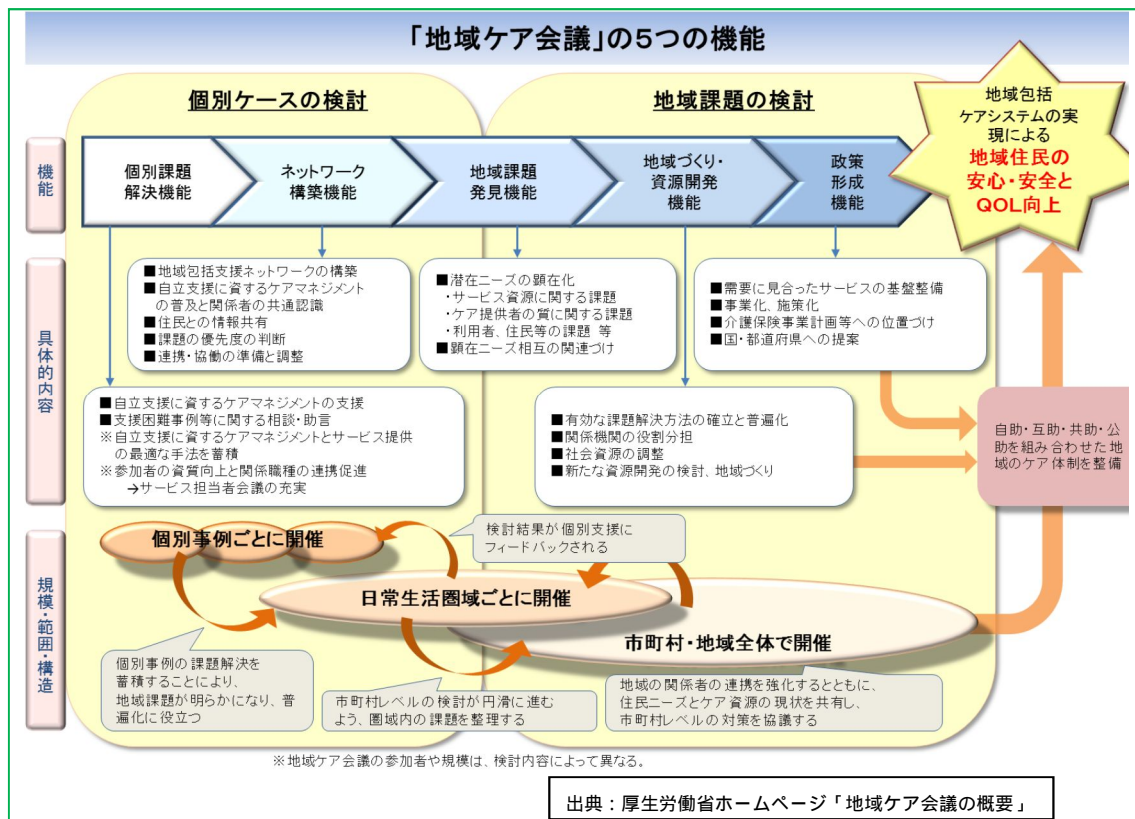 「地域ケア会議」の5つの機能
個別ケースの検討
地域課題の検討
地域包括
ケアシステムの実
現による
地域住民の
安心・安全と
QOL向上
機能
個別課題
解決機能
ネットワーク
構築機能
地域課題
発見機能
地域づくり・
資源開発
機能
政策
形成
機能
具体的内容
■地域包括支援ネットワークの構築
■自立支援に資するケアマネジメント
の普及と関係者の共通認識
■住民との情報共有
■課題の優先度の判断
■連携・協働の準備と調整
■潜在ニーズの顕在化
・サービス資源に関する課題
・ケア提供者の質に関する課題
・利用者、住民等の課題 等
■顕在ニーズ相互の関連づけ
■需要に見合ったサービスの基盤整備
■事業化、施策化
■介護保険事業計画等への位置づけ
■国・都道府県への提案
■自立支援に資するケアマネジメントの支援
■支援困難事例等に関する相談・助言
※自立支援に資するケアマネジメントとサービス提供
の最適な手法を蓄積
※参加者の資質向上と関係職種の連携促進
→サービス担当者会議の充実
■有効な課題解決方法の確立と普遍化
■関係機関の役割分担
■社会資源の調整
■新たな資源開発の検討、地域づくり
自助・互助・共助・公
助を組み合わせた地
域のケア体制を整備
規模・範囲・構造
個別事例ごとに開催
検討結果が個別支援に
フィードバックされる
日常生活圏域ごとに開催
市町村・地域全体で開催
個別事例の課題解決を
蓄積することにより、
地域課題が明らかになり、普
遍化に役立つ
市町村レベルの検討が円滑に進む
よう、圏域内の課題を整理する
地域の関係者の連携を強化するとともに、
住民ニーズとケア資源の現状を共有し、
市町村レベルの対策を協議する
※地域ケア会議の参加者や規模は、検討内容によって異なる。
出典：厚生労働省ホームページ「地域ケア会議の概要」